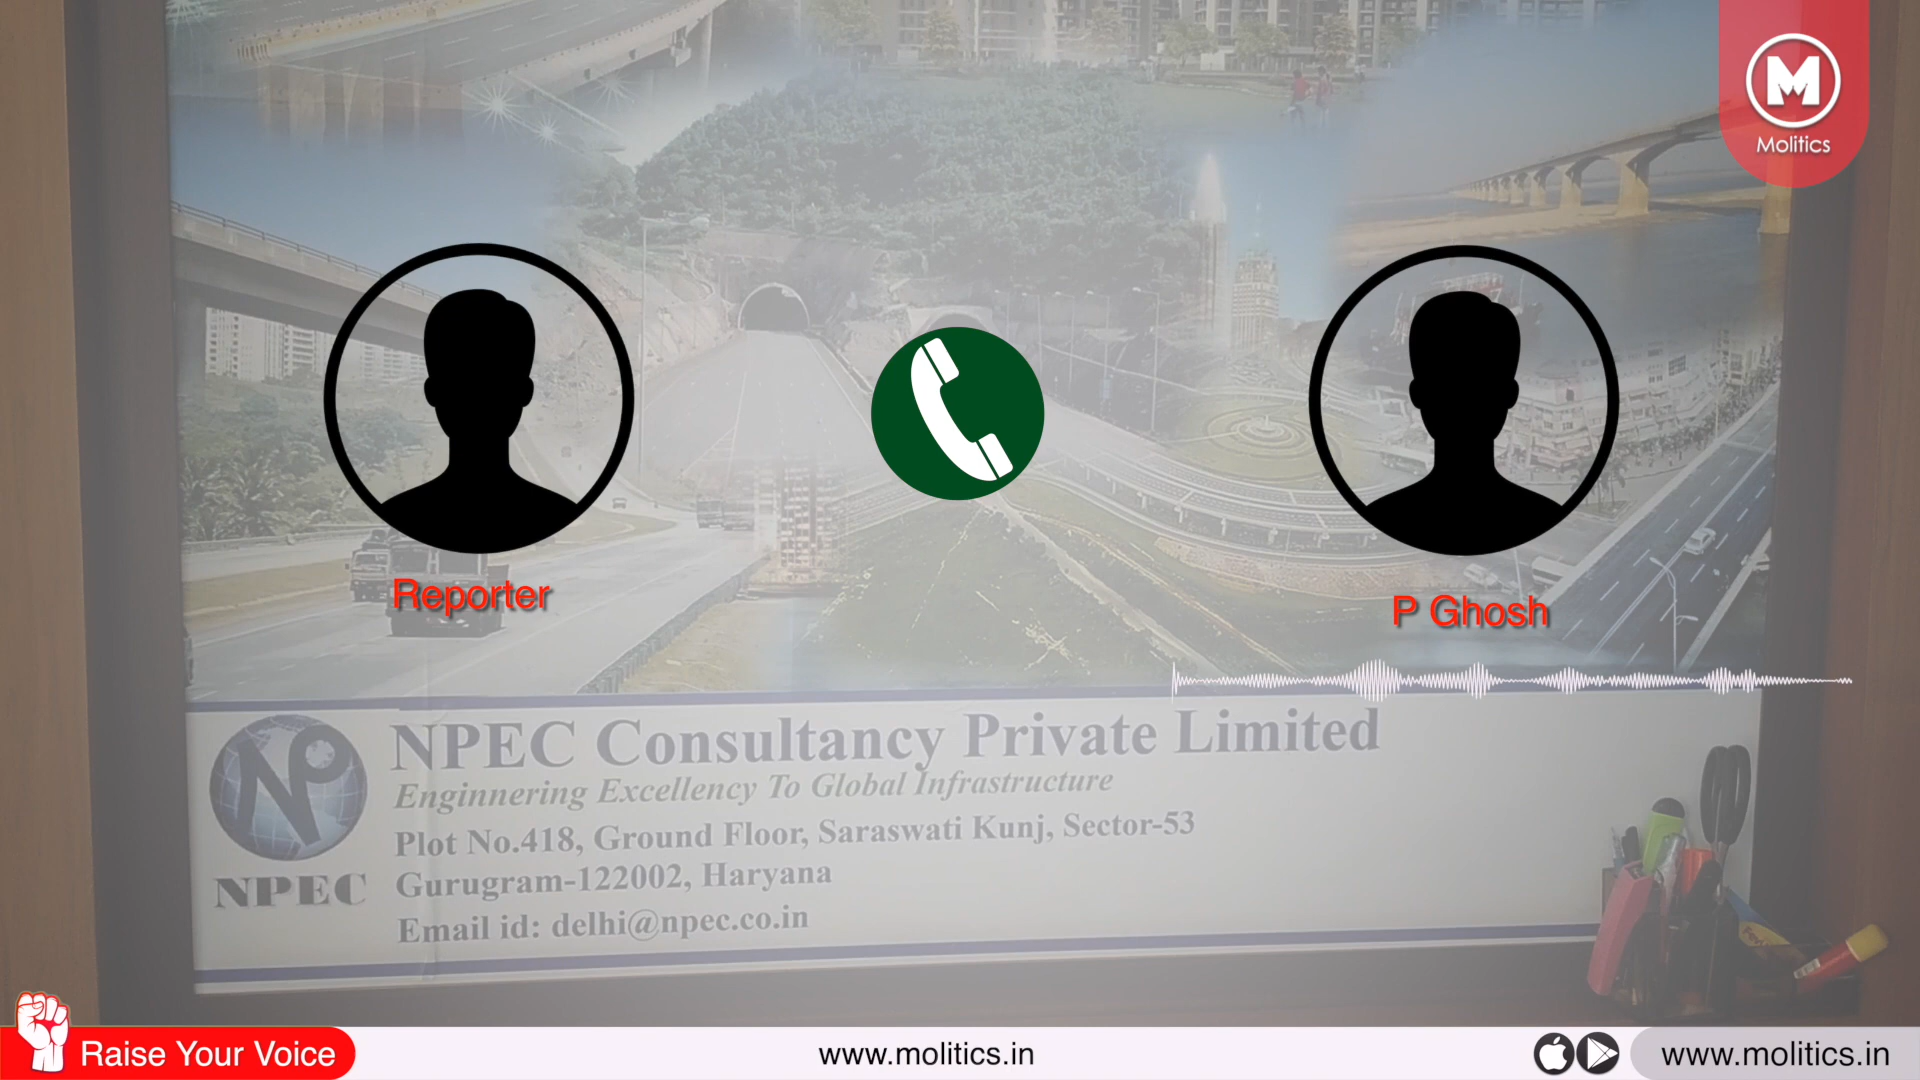 M
Molitics
Reporter
P Ghosh
NPEC Consultancy Private Limited
Enginnering Excellency To Global Infrastructure
Plot No.418, Ground Floor, Saraswati Kunj, Sector-53
Gurugram-122002, Haryana
Email id: delhi@npec.co.in
NP
NPEC
Raise Your Voice
www.molitics.in
www.molitics.in